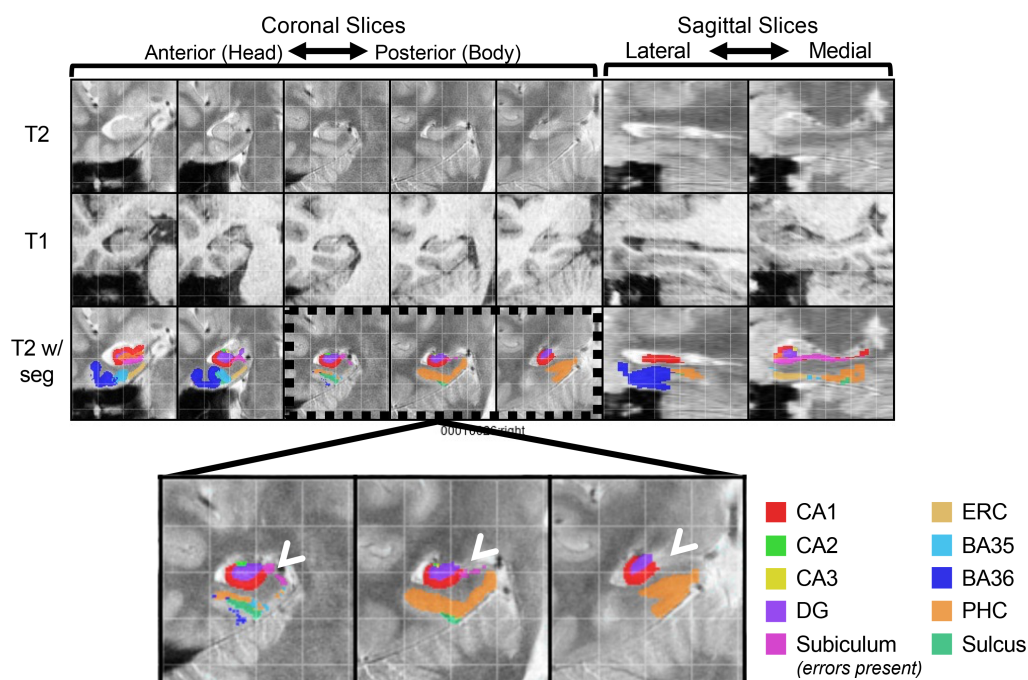 Coronal Slices
Sagittal Slices
Anterior (Head)
Posterior (Body)
Lateral
Medial
T2
T1
T2 w/
seg
CA1
CA2
CA3
DG
Subiculum
(errors present)
ERC
BA35
BA36
PHC
Sulcus